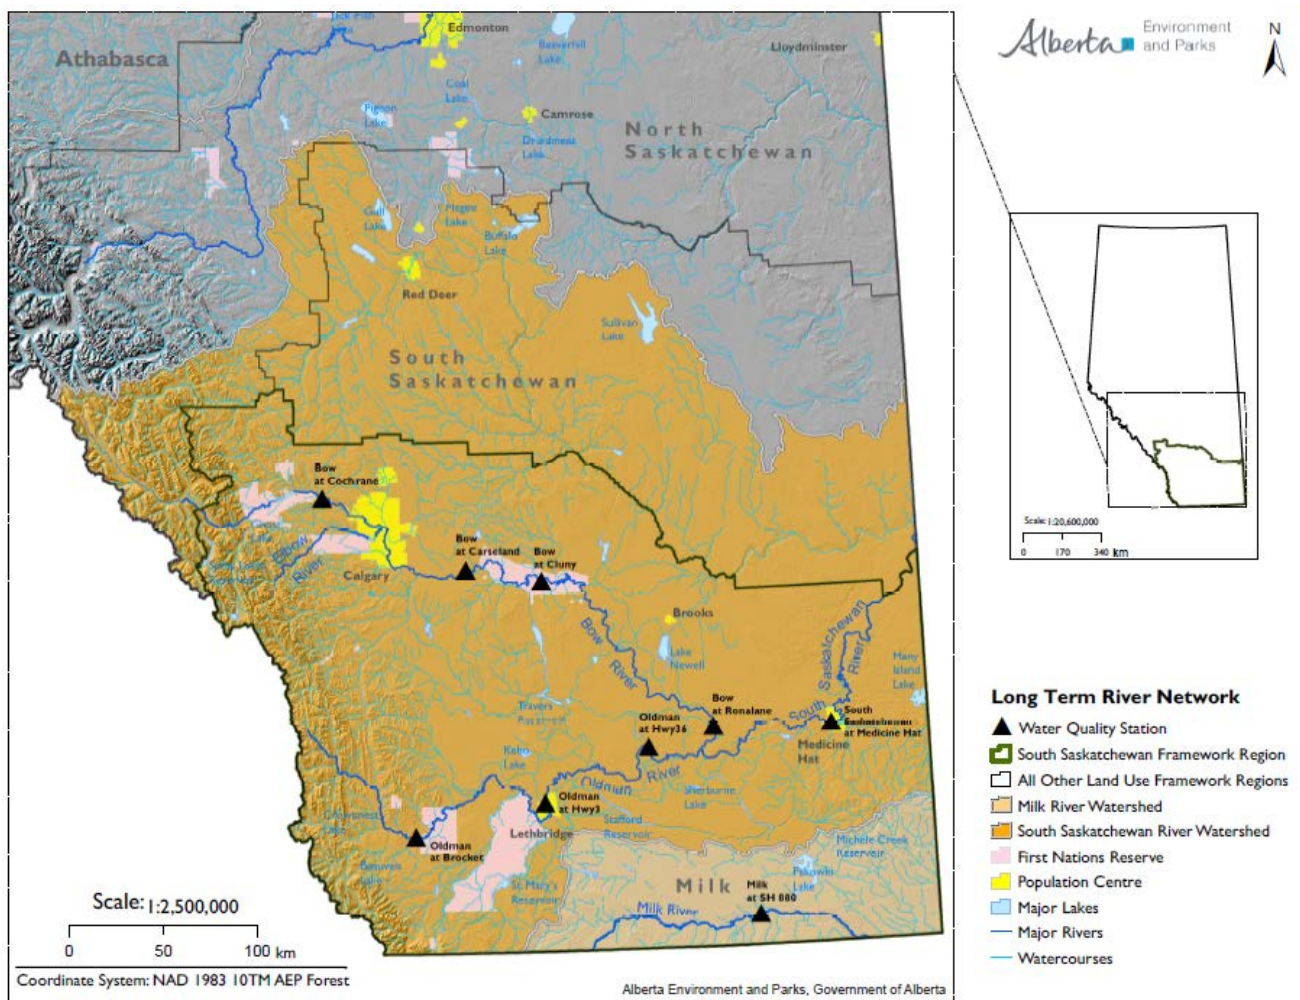 Athabasca
Edmonton
Beaverhill
Lake
Lloydminster
Coal
Lake
Pigeon
Lake
Camrose
Driedmeat
Lake
North
Saskatchewan
Gull
Lake
Lake
Buffalo
Lake
Red Deer
Sullivan
Lake
South
Saskatchewan
Bow
at Cochrane
Bow
at Carseland
Bow
at Cluny
Elbow
River
Calgary
Brooks
Bow
River
Lake
Newell
South Saskatchewan
River
Many
Island
Lake
Travers
Bow
at Ronalane
Oldman
at Hwy36
South
at Medicine Hat
Medicine
Hat
Keho
Lake
Oldman River
Sherburne
Lake
Oldman
at Hwy3
Lethbridge
Stafford
Reservoir
Oldman
at Brocket
Lake
St. Mary's
Reservoir
Michele Creek
Reservoir
Pakowki
Lake
Milk
Milk
at SH 880
Milk River
Scale: 1:2,500,000
0 50 100 km
Coordinate System: NAD 1983 10TM AEP Forest
Alberta Environment and Parks, Government of Alberta
Alberta Environment
and Parks
N
Scale: 1:20,600,000
0 170 340 km
Long Term River Network
Water Quality Station
South Saskatchewan Framework Region
All Other Land Use Framework Regions
Milk River Watershed
South Saskatchewan River Watershed
First Nations Reserve
Population Centre
Major Lakes
Major Rivers
Watercourses